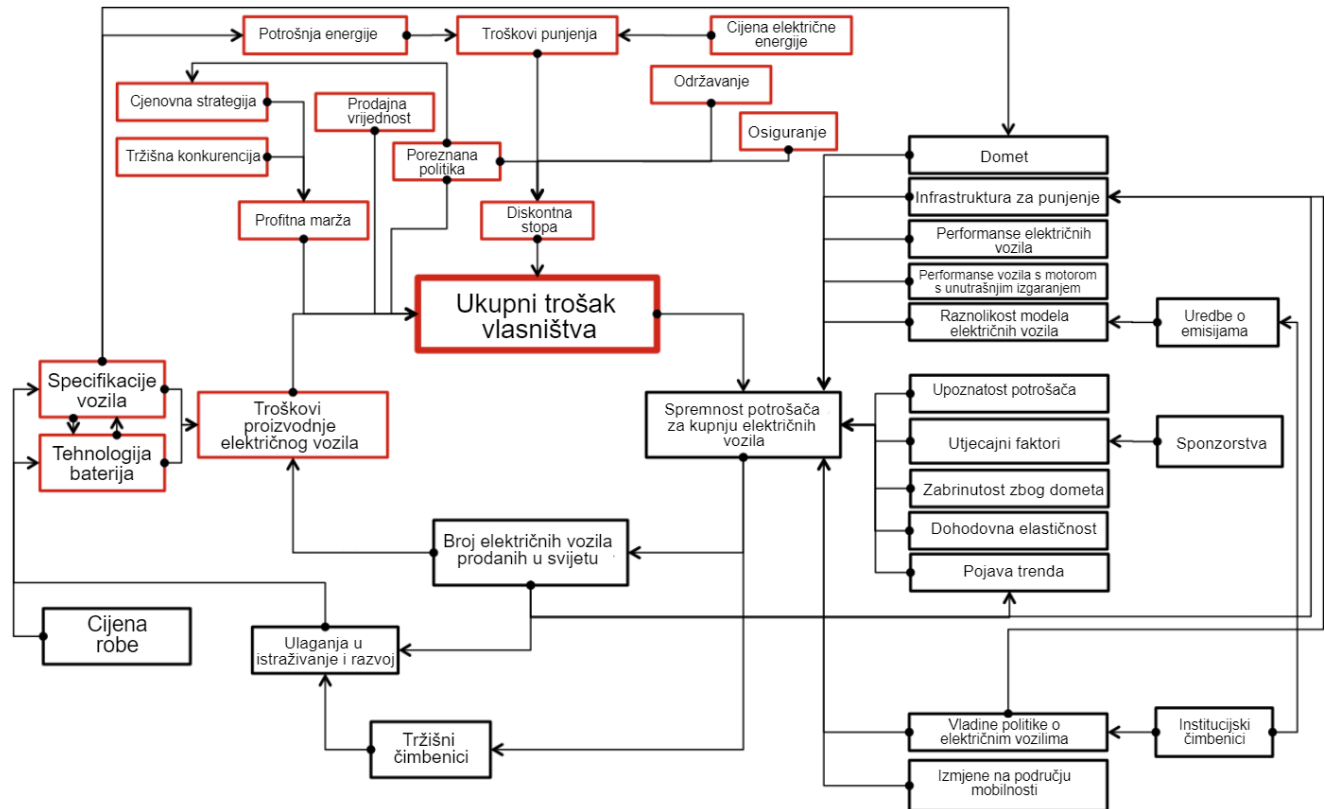 Potrošnja energije
Troškovi punjenja
Cijena električne
energije
Cjenovna strategija
Prodajna
vrijednost
Održavanje
Tržišna konkurencija
Poreznana
politika
Osiguranje
Domet
Profitna marža
Diskontna
stopa
Infrastruktura za punjenje
Performanse električnih
vozila
Performanse vozila s motorom
s unutrašnjim izgaranjem
Ukupni trošak
vlasništva
Raznolikost modela
električnih vozila
Uredbe o
emisijama
Specifikacije
vozila
Tehnologija
baterija
Troškovi
proizvodnje
električnog vozila
Spremnost potrošača
za kupnju električnih
vozila
Upoznatost potrošača
Utjecajni faktori
Sponzorstva
Zabrinutost zbog dometa
Dohodovna elastičnost
Pojava trenda
Broj električnih vozila
prodanih u svijetu
Cijena
robe
Ulaganja u
istraživanje i razvoj
Tržišni
čimbenici
Vladine politike o
električnim vozilima
Institucijski
čimbenici
Izmjene na području
mobilnosti